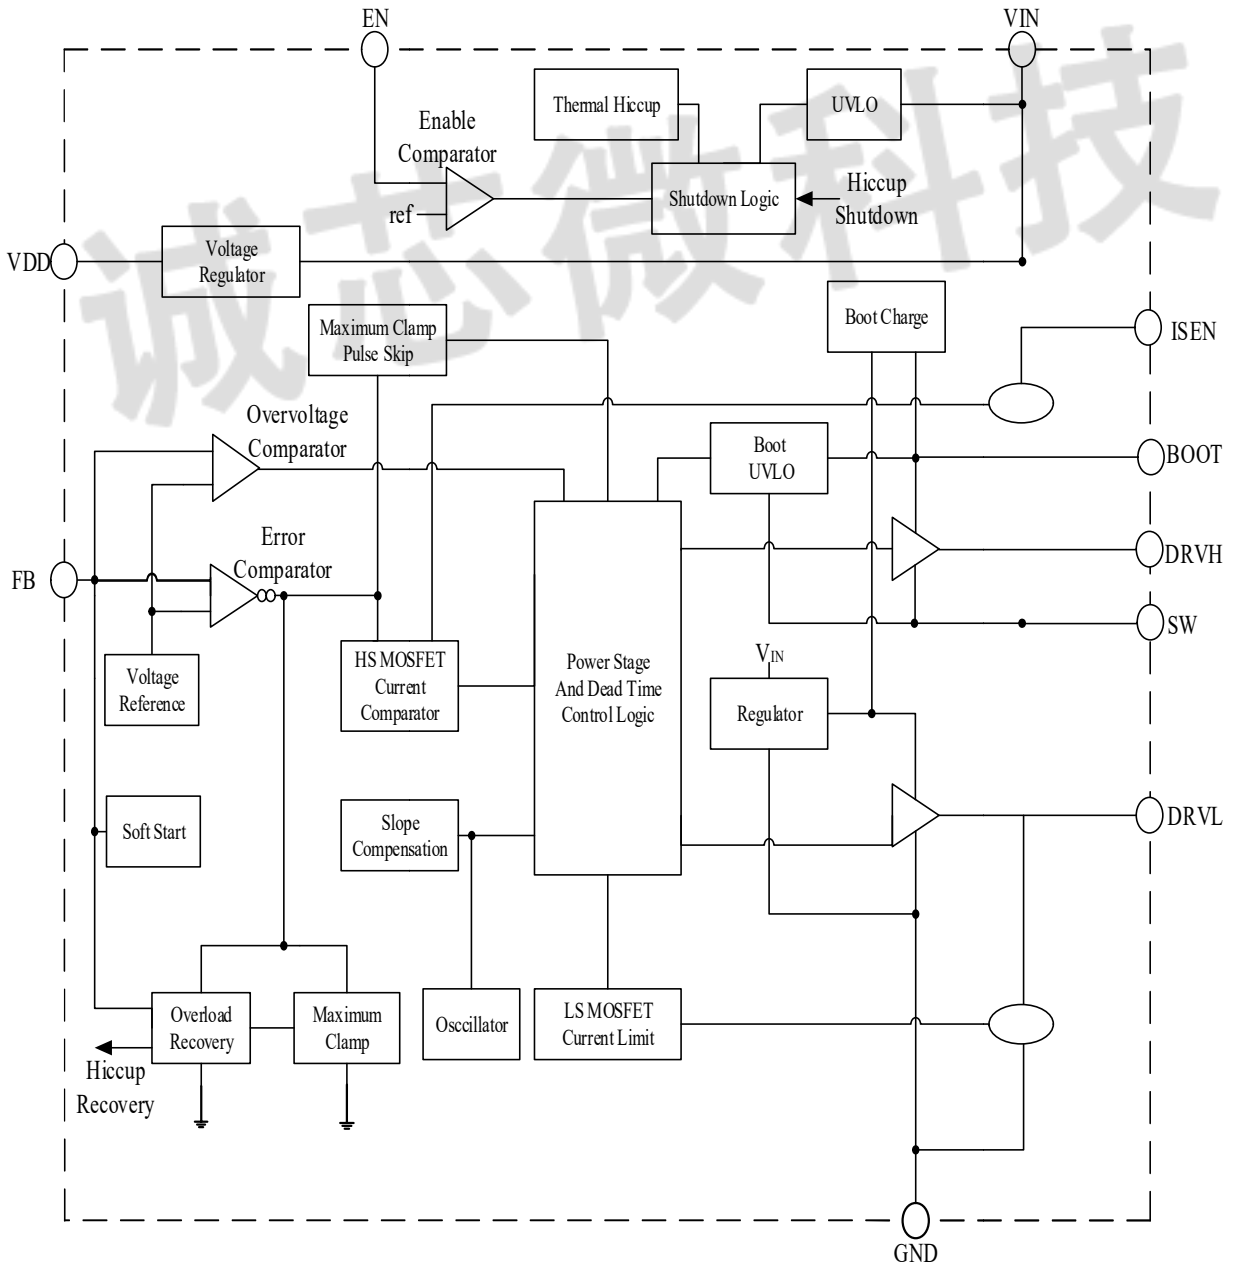 EN
VIN
Thermal Hiccup
UVLO
Enable
Comparator
ref
Shutdown Logic
Hiccup
Shutdown
VDD
Voltage
Regulator
Maximum Clamp
Pulse Skip
Boot Charge
ISEN
Overvoltage
Comparator
Boot
UVLO
BOOT
Error
Comparator
FB
DRVH
SW
Voltage
Reference
HS MOSFET
Current
Comparator
Power Stage
And Dead Time
Control Logic
VIN
Regulator
Soft Start
Slope
Compensation
DRVL
Overload
Recovery
Maximum
Clamp
Osccillator
LS MOSFET
Current Limit
Hiccup
Recovery
GND
诚芯微科技